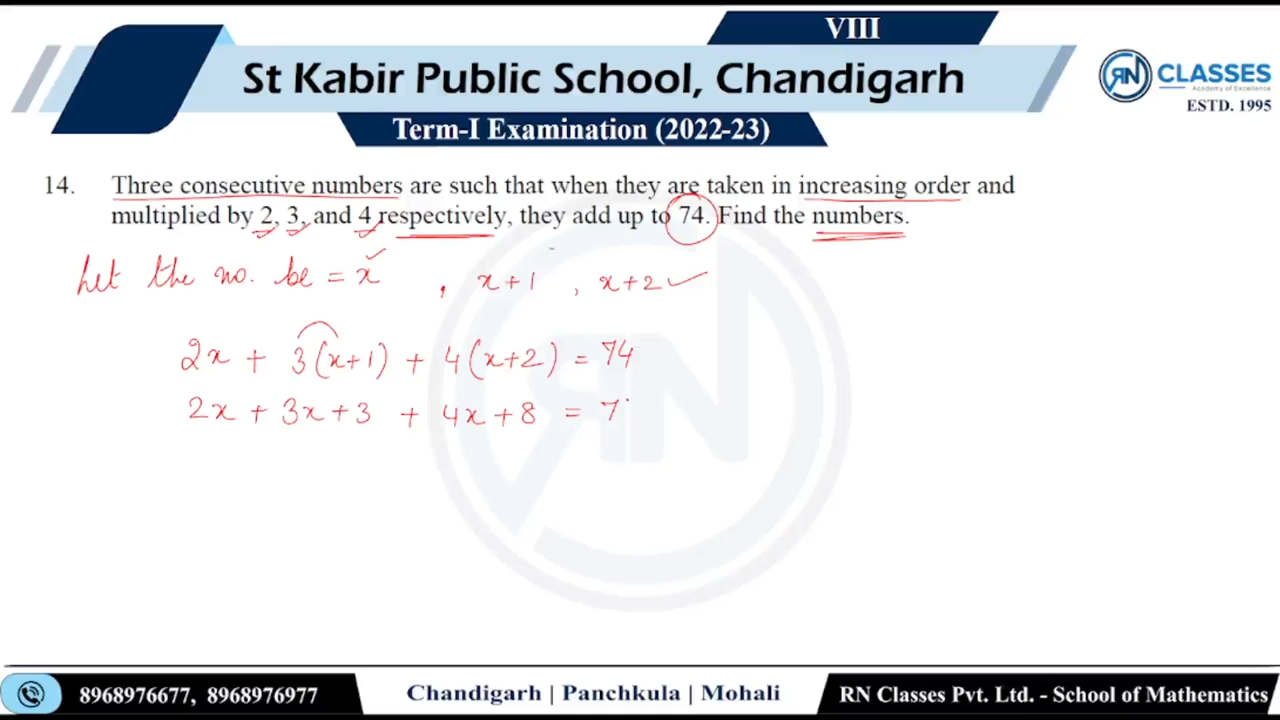 VIII
St Kabir Public School, Chandigarh
RN CLASSES
Academy of Excellence
ESTD. 1995
Term-I Examination (2022-23)
14. Three consecutive numbers are such that when they are taken in increasing order and
multiplied by 2, 3, and 4 respectively, they add up to 74. Find the numbers.
Let the no. be = x , x+1 , x+2
2x + 3(x+1) + 4(x+2) = 74
2x + 3x+3 + 4x+8 = 7
8968976677, 8968976977
Chandigarh | Panchkula | Mohali
RN Classes Pvt. Ltd. - School of Mathematics